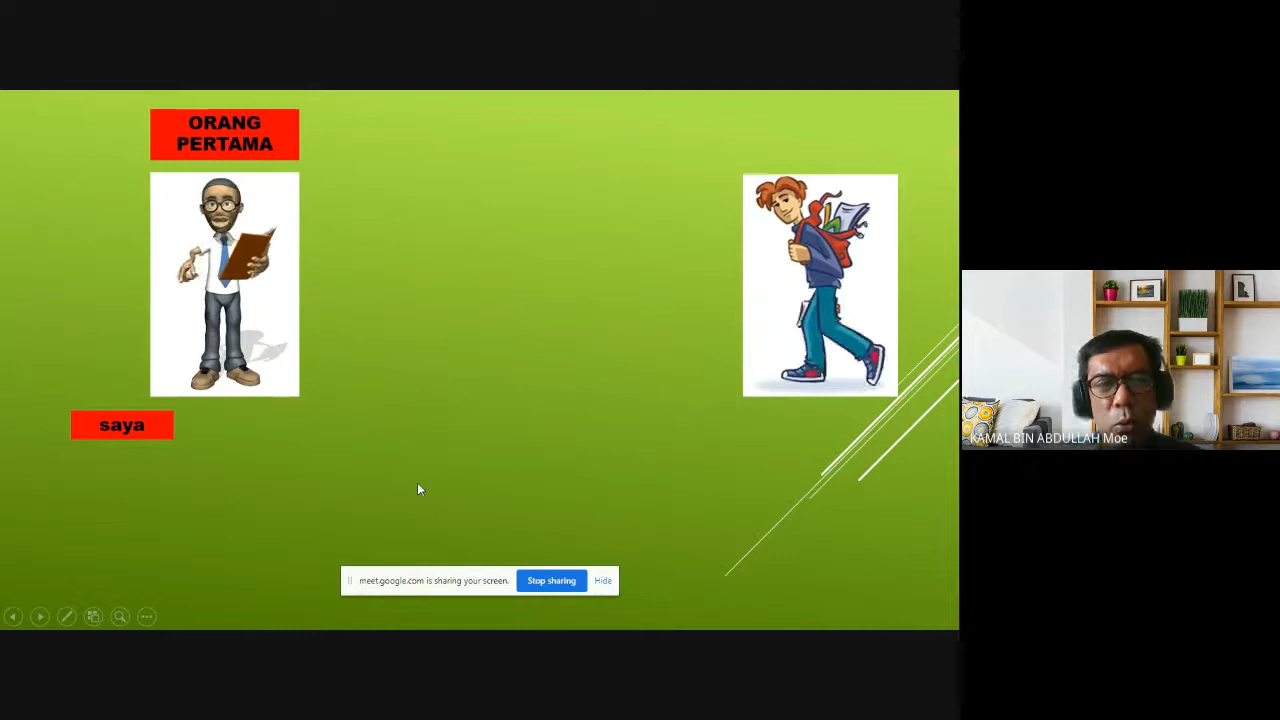 ORANG
PERTAMA
saya
KAMAL BIN ABDULLAH Moe
meet.google.com is sharing your screen.
Stop sharing
Hide